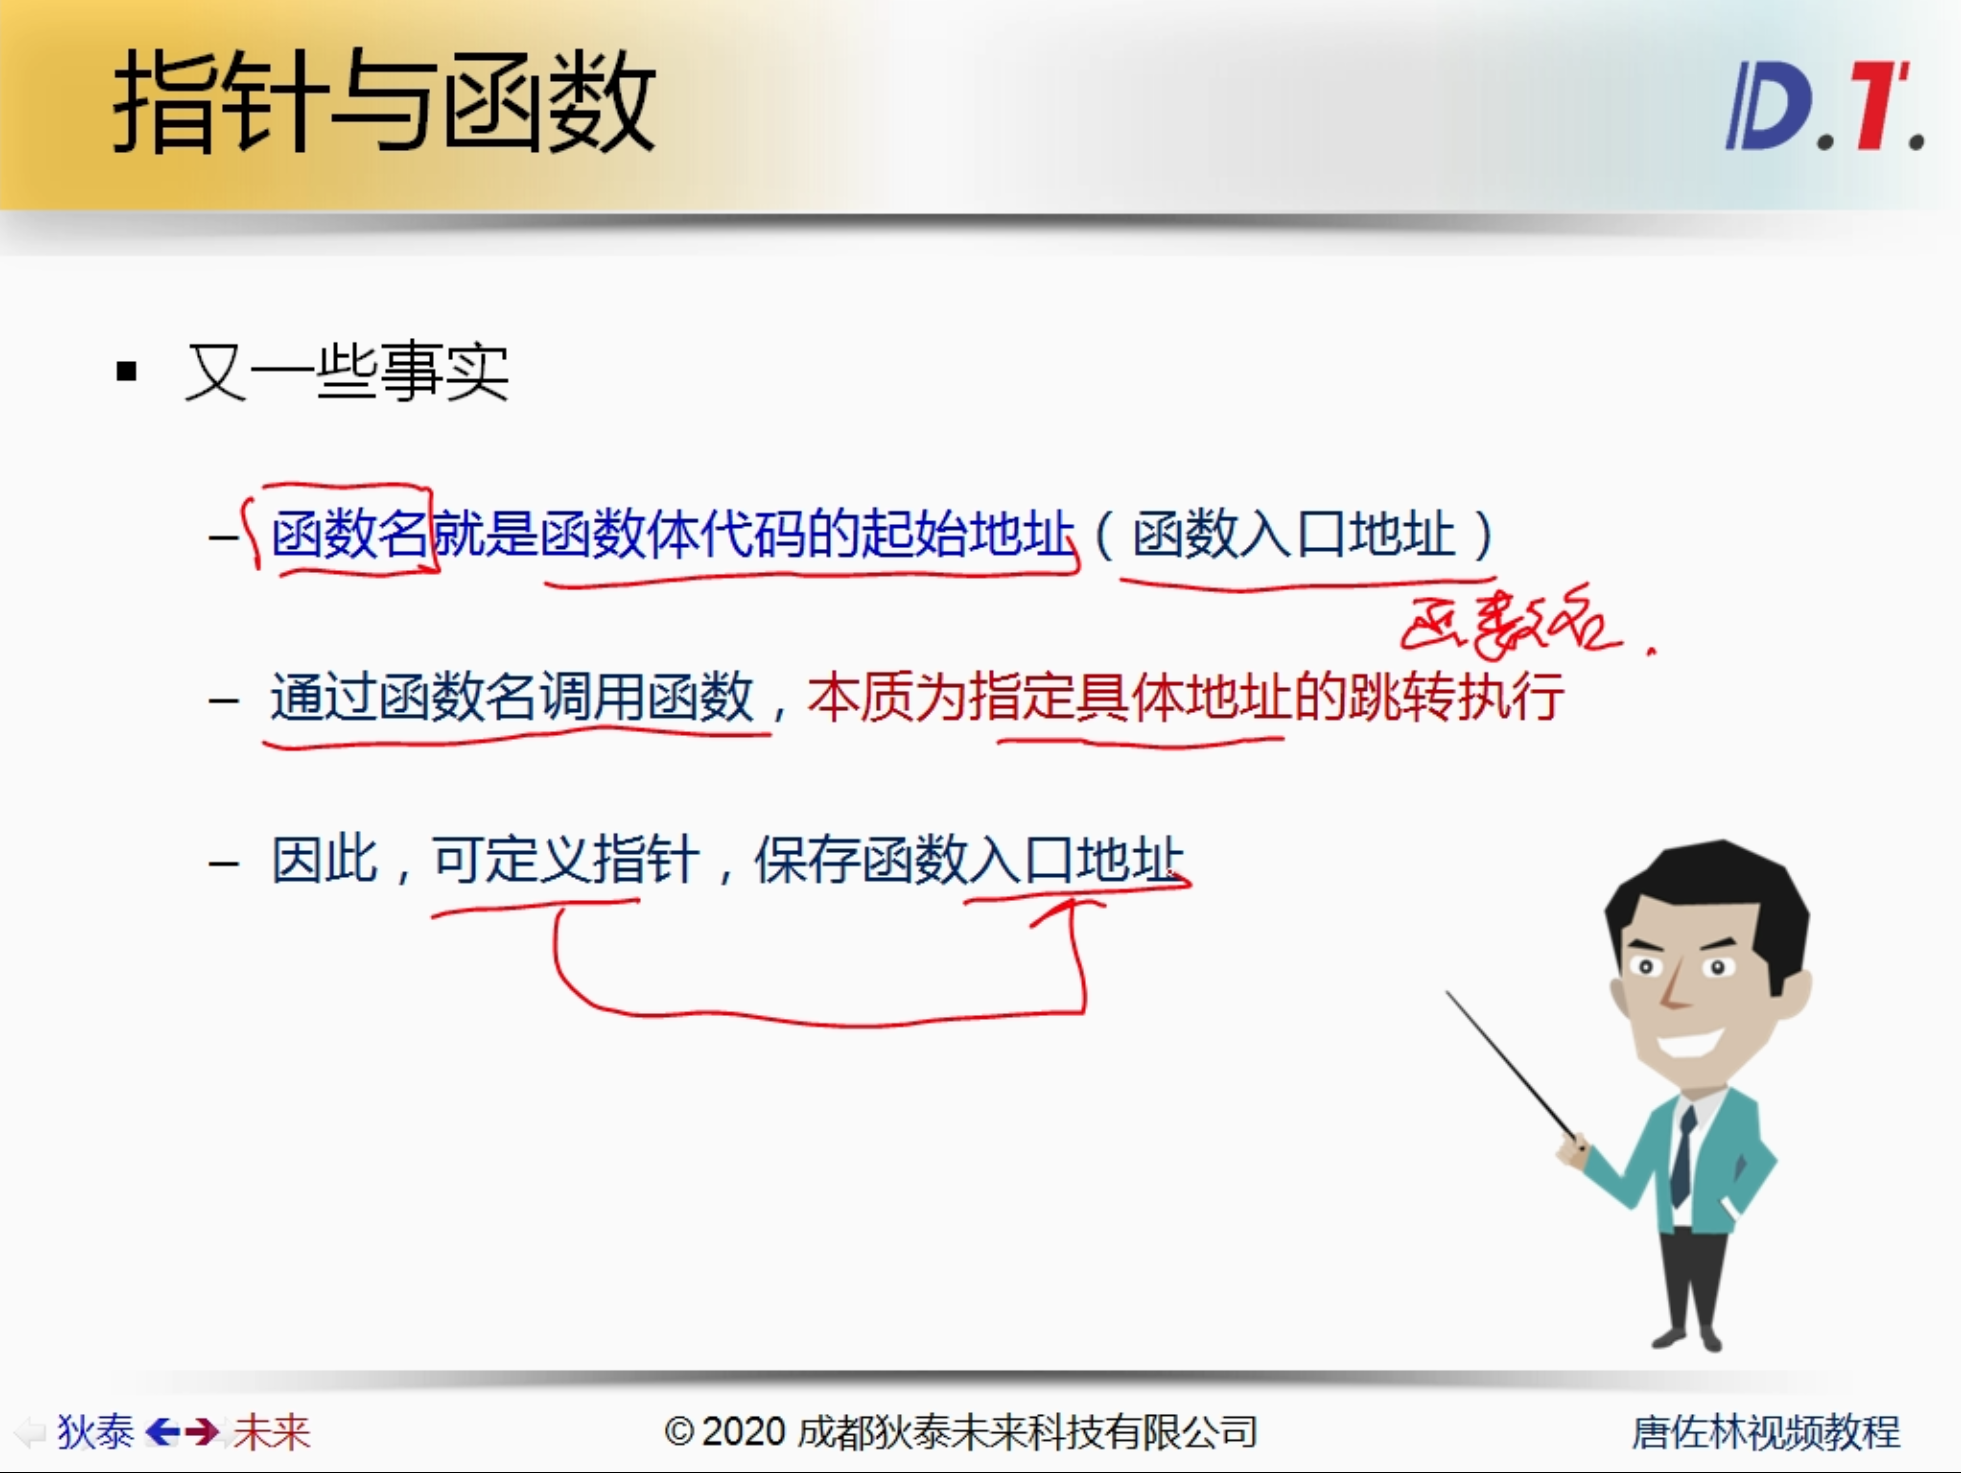 指针与函数
D.T.
▪ 又一些事实
– 函数名就是函数体代码的起始地址（函数入口地址）
函数名.
– 通过函数名调用函数，本质为指定具体地址的跳转执行
– 因此，可定义指针，保存函数入口地址
狄泰 未来
© 2020 成都狄泰未来科技有限公司
唐佐林视频教程